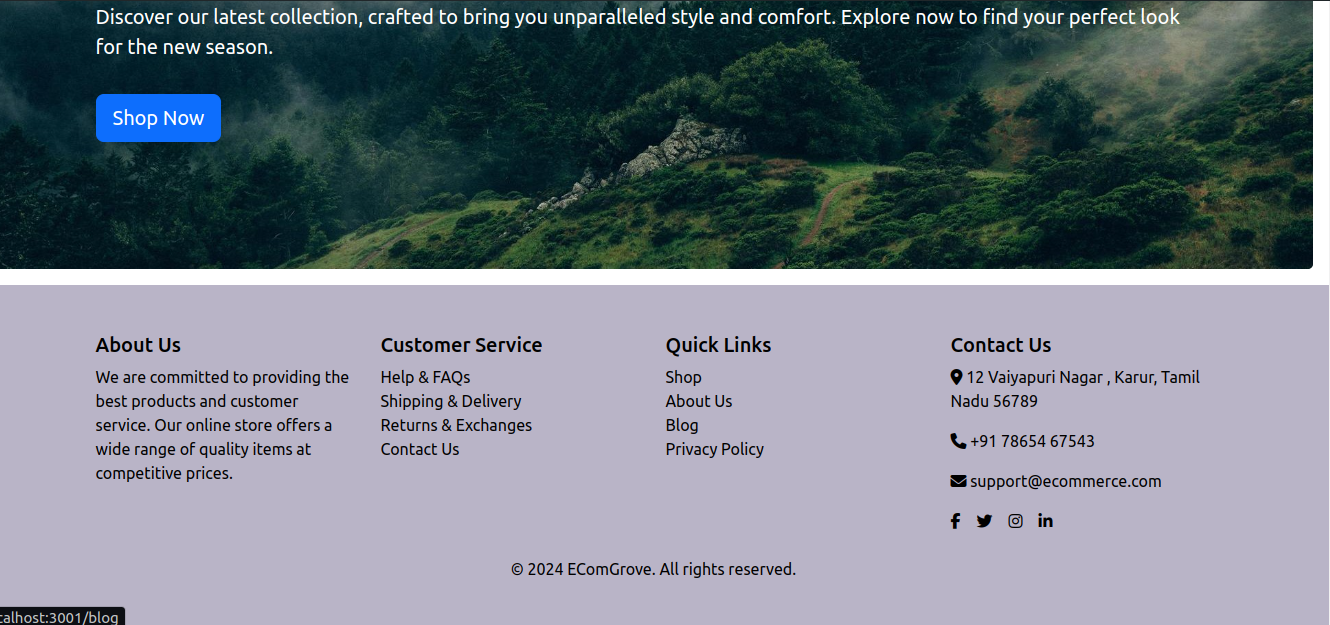 Discover our latest collection, crafted to bring you unparalleled style and comfort. Explore now to find your perfect look
for the new season.
Shop Now
About Us
We are committed to providing the
best products and customer
service. Our online store offers a
wide range of quality items at
competitive prices.
Customer Service
Help & FAQs
Shipping & Delivery
Returns & Exchanges
Contact Us
Quick Links
Shop
About Us
Blog
Privacy Policy
Contact Us
12 Vaiyapuri Nagar , Karur, Tamil
Nadu 56789
+91 78654 67543
support@ecommerce.com
© 2024 EComGrove. All rights reserved.
calhost:3001/blog